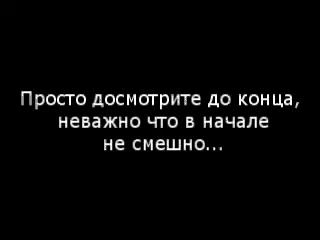 Просто досмотрите до конца,
неважно что в начале
не смешно...